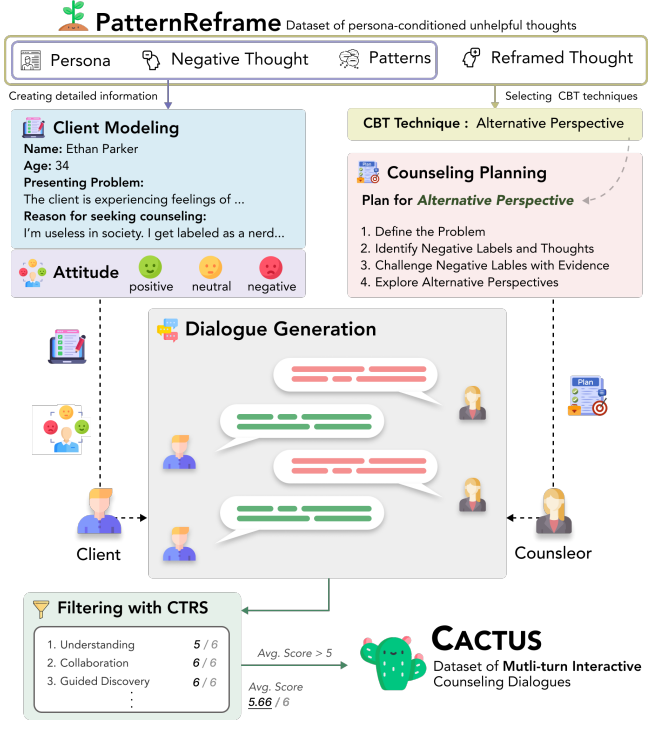 PatternReframe Dataset of persona-conditioned unhelpful thoughts
Persona Negative Thought Patterns Reframed Thought
Creating detailed information
Selecting CBT techniques
Client Modeling
Name: Ethan Parker
Age: 34
Presenting Problem:
The client is experiencing feelings of ...
Reason for seeking counseling:
I'm useless in society. I get labeled as a nerd...
Attitude
positive neutral negative
CBT Technique : Alternative Perspective
Counseling Planning
Plan for Alternative Perspective
1. Define the Problem
2. Identify Negative Labels and Thoughts
3. Challenge Negative Lables with Evidence
4. Explore Alternative Perspectives
Dialogue Generation
Plan
Client
Counsleor
Filtering with CTRS
1. Understanding 5 / 6
2. Collaboration 6 / 6
3. Guided Discovery 6 / 6
⋮
Avg. Score > 5
Avg. Score
5.66 / 6
CACTUS
Dataset of Mutli-turn Interactive
Counseling Dialogues